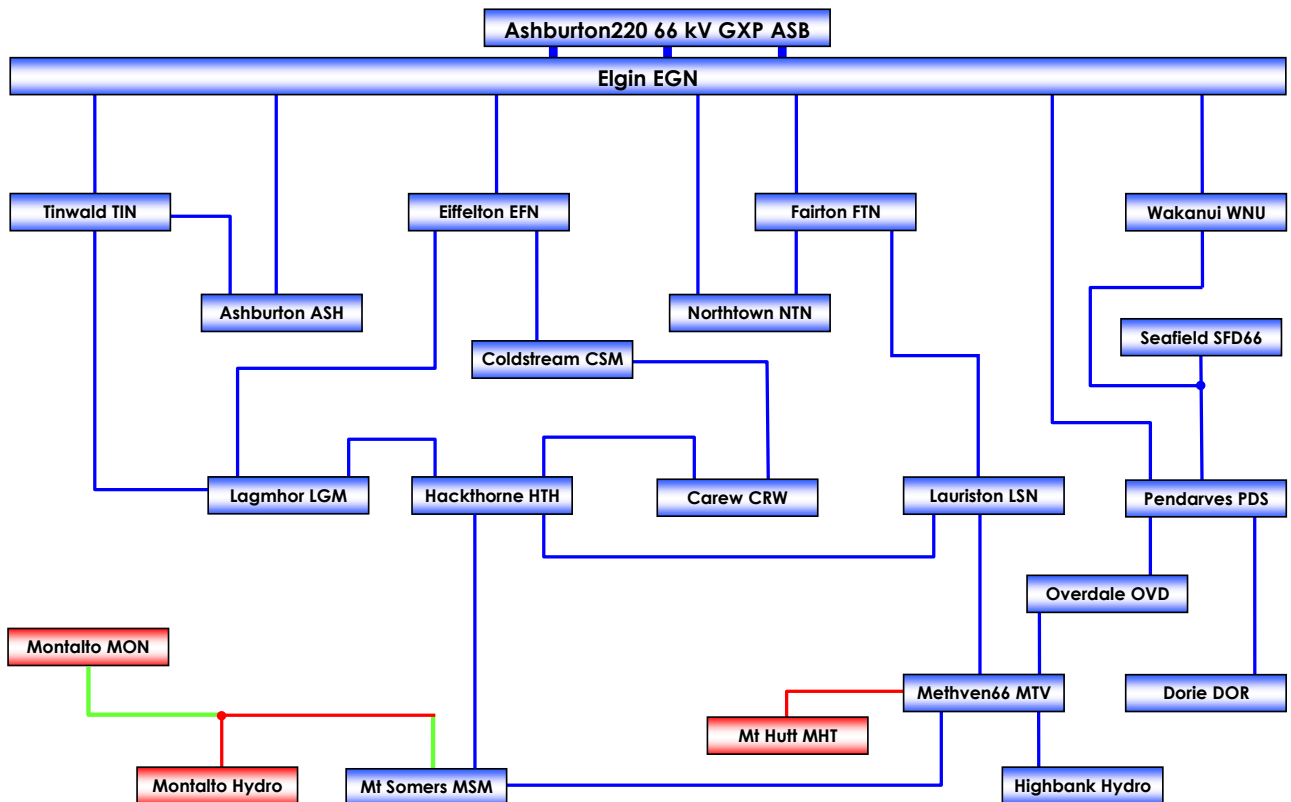 Ashburton220 66 kV GXP ASB
Elgin EGN
Tinwald TIN
Eiffelton EFN
Fairton FTN
Wakanui WNU
Ashburton ASH
Northtown NTN
Seafield SFD66
Coldstream CSM
Lagmhor LGM
Hackthorne HTH
Carew CRW
Lauriston LSN
Pendarves PDS
Overdale OVD
Montalto MON
Methven66 MTV
Dorie DOR
Mt Hutt MHT
Montalto Hydro
Mt Somers MSM
Highbank Hydro